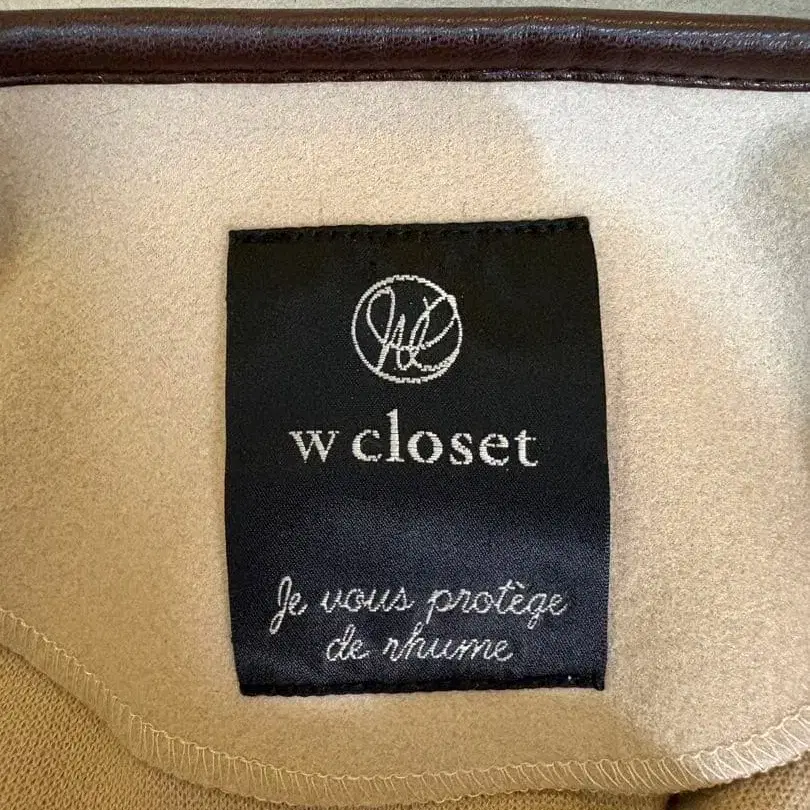 w closet
Je vous protège
de rhume